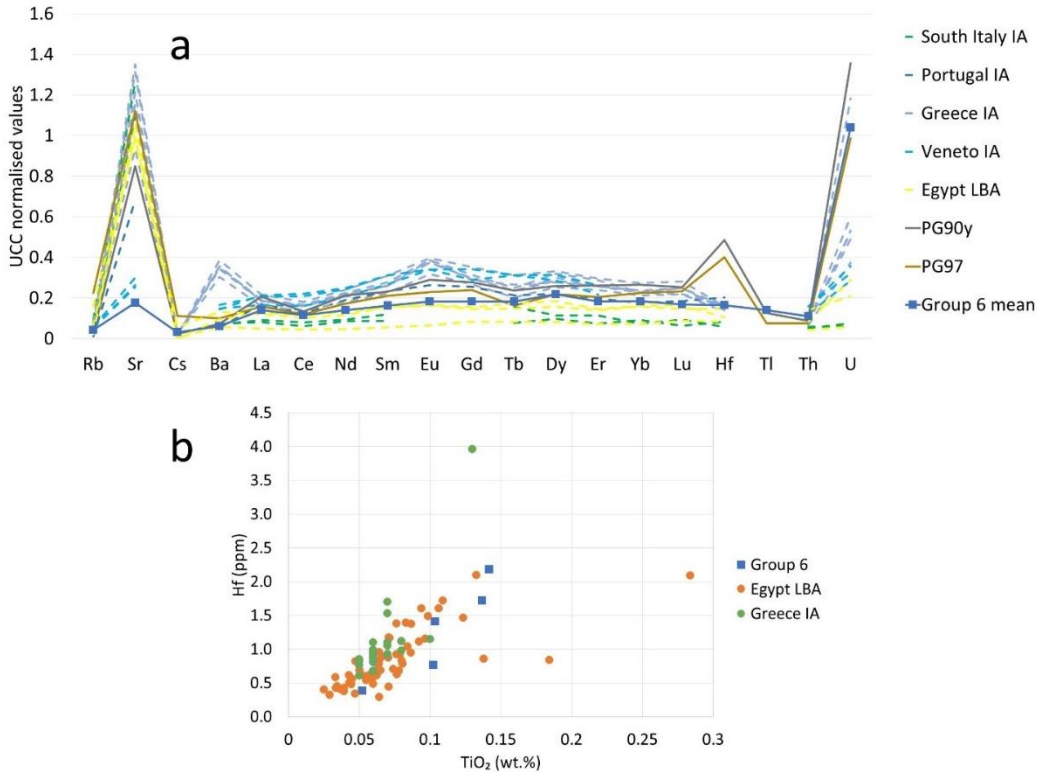 a
UCC normalised values
1.6
1.4
1.2
1
0.8
0.6
0.4
0.2
0
Rb Sr Cs Ba La Ce Nd Sm Eu Gd Tb Dy Er Yb Lu Hf Tl Th U
South Italy IA
Portugal IA
Greece IA
Veneto IA
Egypt LBA
PG90y
PG97
Group 6 mean
b
Hf (ppm)
4.5
4.0
3.5
3.0
2.5
2.0
1.5
1.0
0.5
0.0
0 0.05 0.1 0.15 0.2 0.25 0.3
TiO₂ (wt.%)
Group 6
Egypt LBA
Greece IA